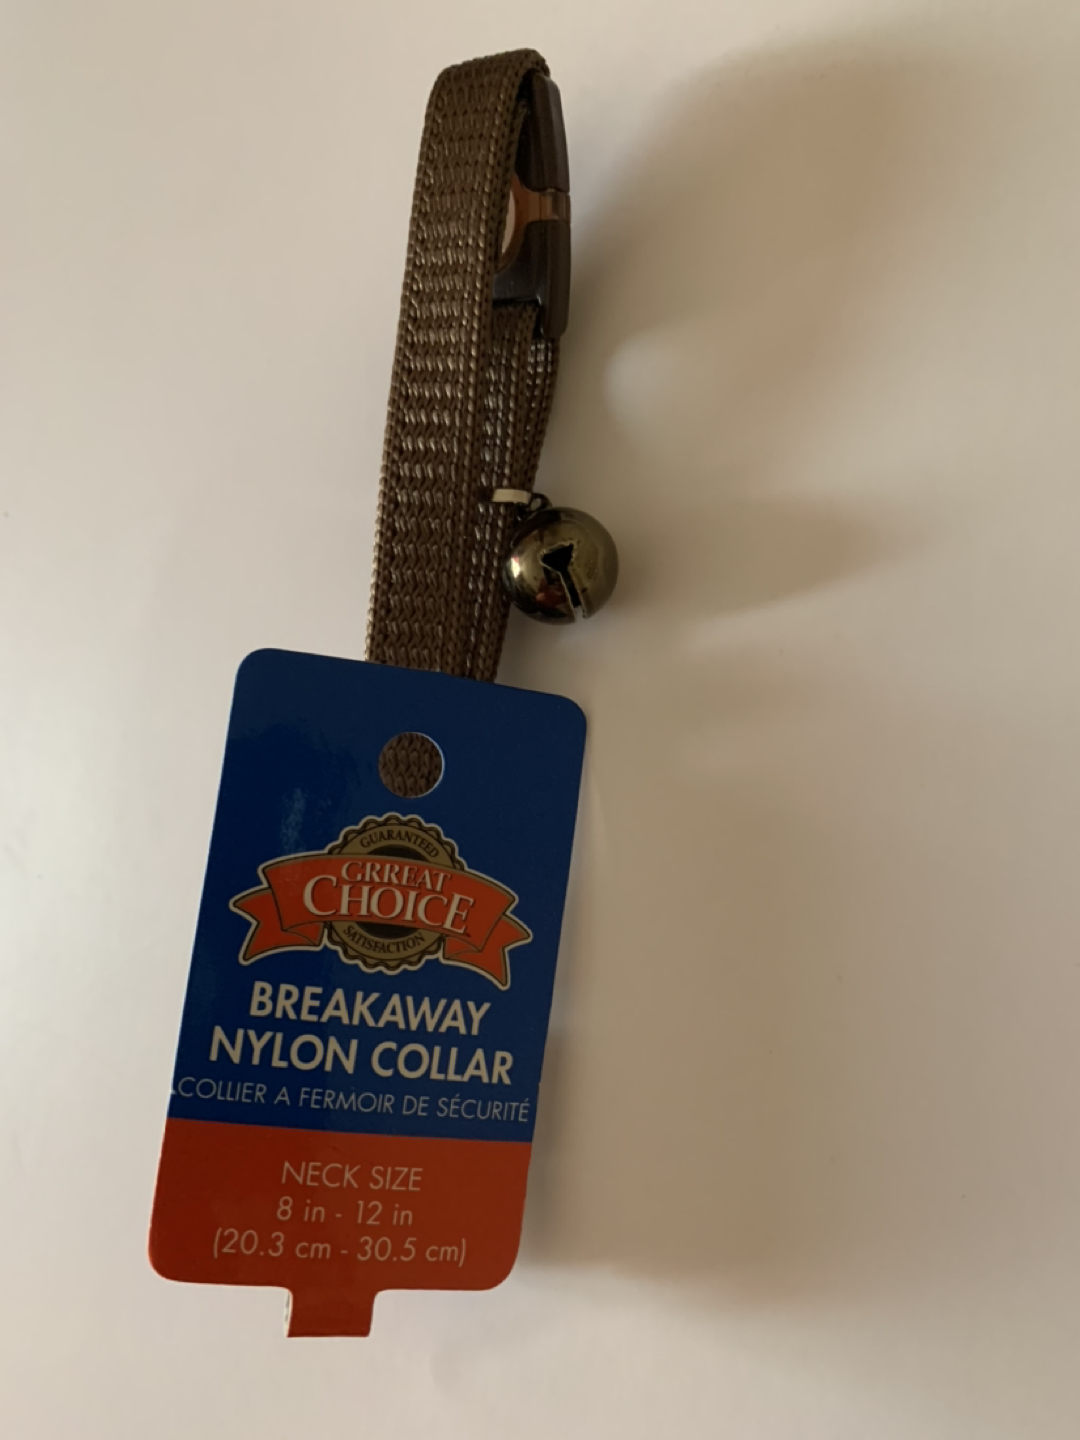 GUARANTEED
GRREAT
CHOICE
SATISFACTION
BREAKAWAY
NYLON COLLAR
COLLIER A FERMOIR DE SÉCURITÉ
NECK SIZE
8 in - 12 in
(20.3 cm - 30.5 cm)